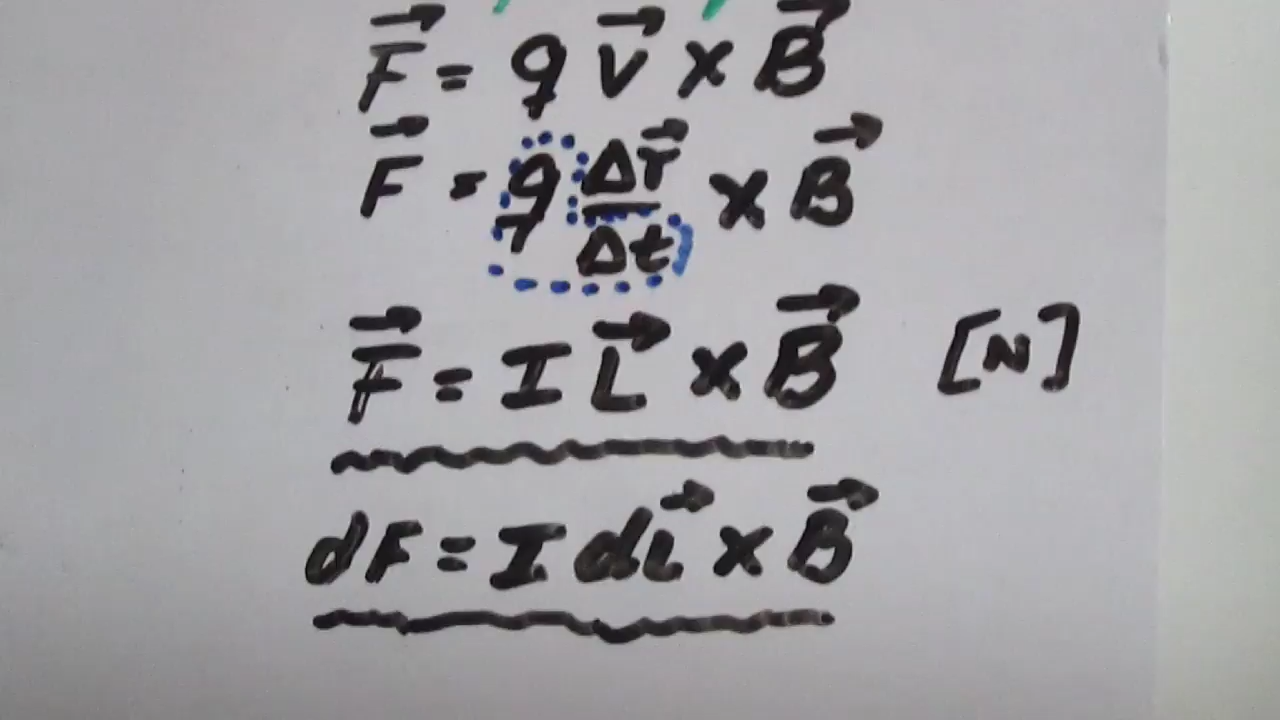 F⃗ = q v⃗ × B⃗
F⃗ = q Δr⃗/Δt × B⃗
F⃗ = I L⃗ × B⃗ [N]
dF = I dL⃗ × B⃗